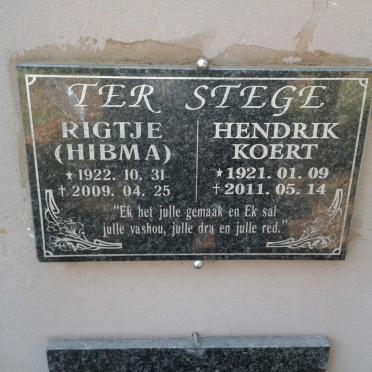 TER STEGE
RIGTJE
(HIBMA)
★1922. 10. 31
✝2009. 04. 25
HENDRIK
KOERT
★1921. 01. 09
✝2011. 05. 14
"Ek het julle gemaak en Ek sal
julle vashou, julle dra en julle red."